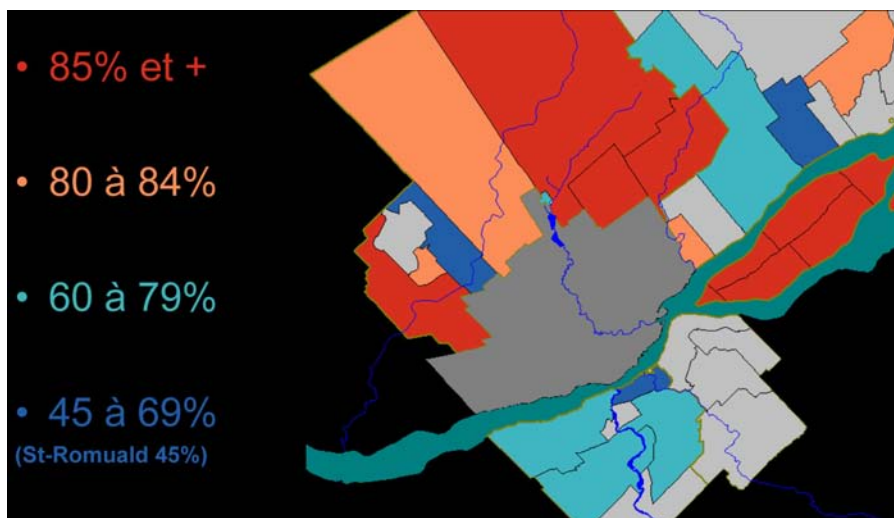 • 85% et +
• 80 à 84%
• 60 à 79%
• 45 à 69%
(St-Romuald 45%)